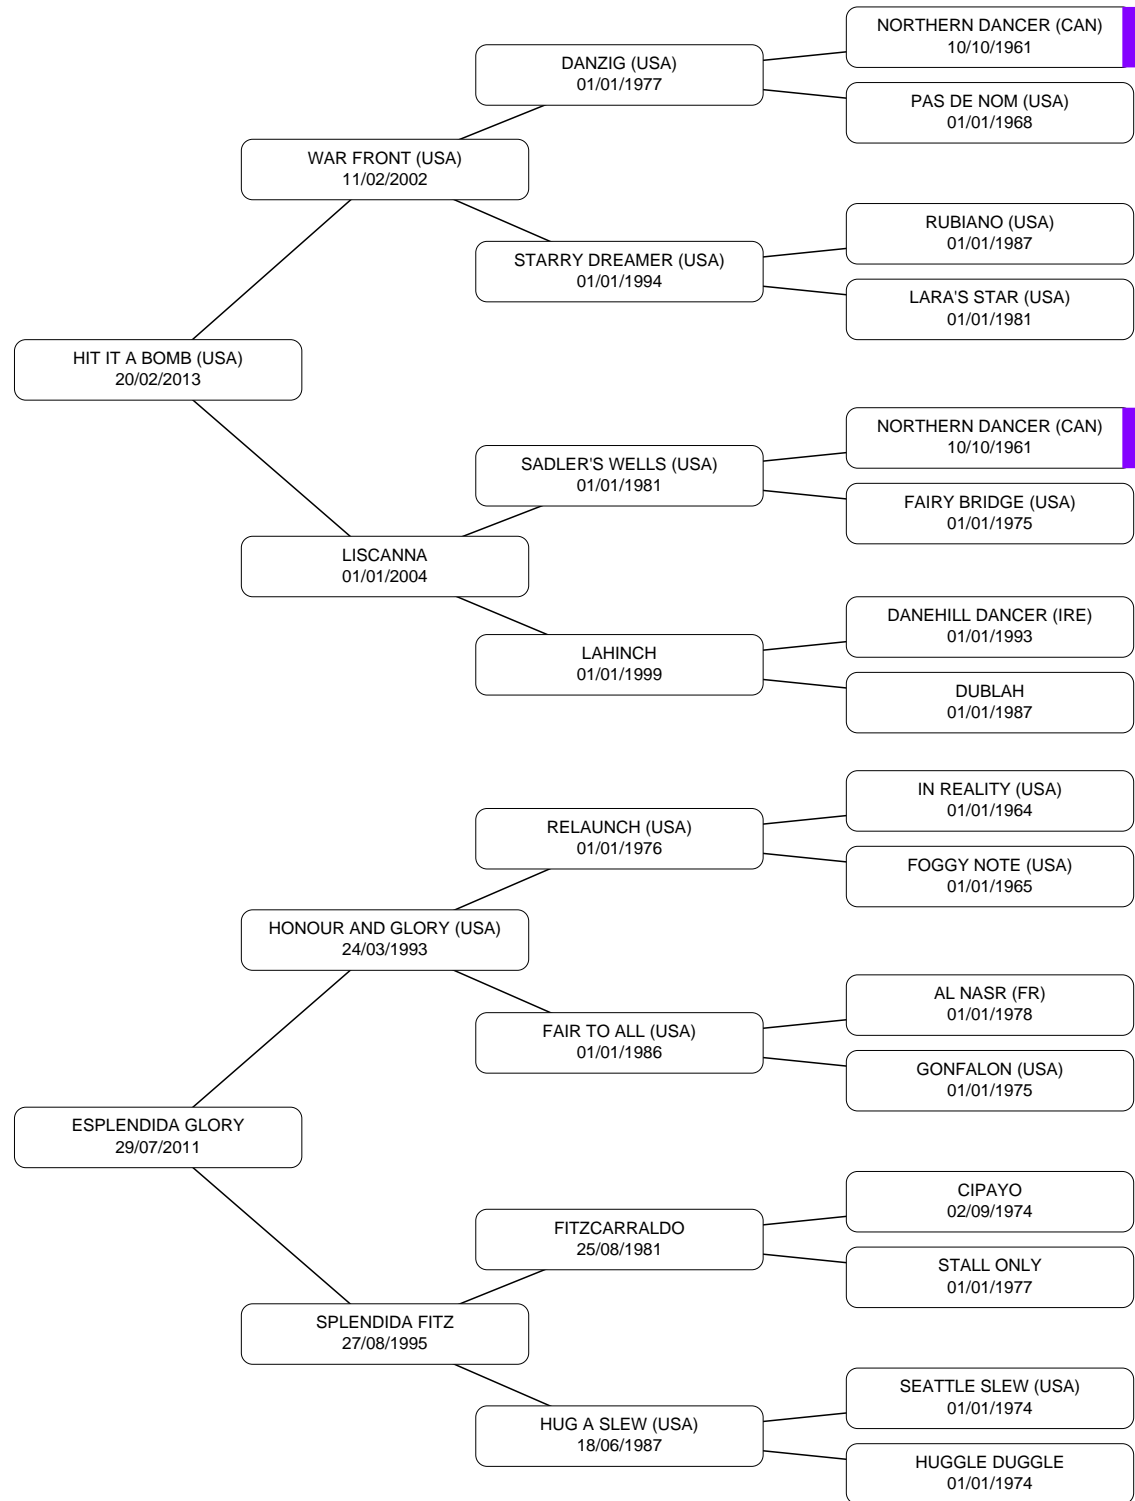 NORTHERN DANCER (CAN)
10/10/1961
DANZIG (USA)
01/01/1977
PAS DE NOM (USA)
01/01/1968
WAR FRONT (USA)
11/02/2002
RUBIANO (USA)
01/01/1987
STARRY DREAMER (USA)
01/01/1994
LARA'S STAR (USA)
01/01/1981
HIT IT A BOMB (USA)
20/02/2013
NORTHERN DANCER (CAN)
10/10/1961
SADLER'S WELLS (USA)
01/01/1981
FAIRY BRIDGE (USA)
01/01/1975
LISCANNA
01/01/2004
DANEHILL DANCER (IRE)
01/01/1993
LAHINCH
01/01/1999
DUBLAH
01/01/1987
IN REALITY (USA)
01/01/1964
RELAUNCH (USA)
01/01/1976
FOGGY NOTE (USA)
01/01/1965
HONOUR AND GLORY (USA)
24/03/1993
AL NASR (FR)
01/01/1978
FAIR TO ALL (USA)
01/01/1986
GONFALON (USA)
01/01/1975
ESPLENDIDA GLORY
29/07/2011
CIPAYO
02/09/1974
FITZCARRALDO
25/08/1981
STALL ONLY
01/01/1977
SPLENDIDA FITZ
27/08/1995
SEATTLE SLEW (USA)
01/01/1974
HUG A SLEW (USA)
18/06/1987
HUGGLE DUGGLE
01/01/1974